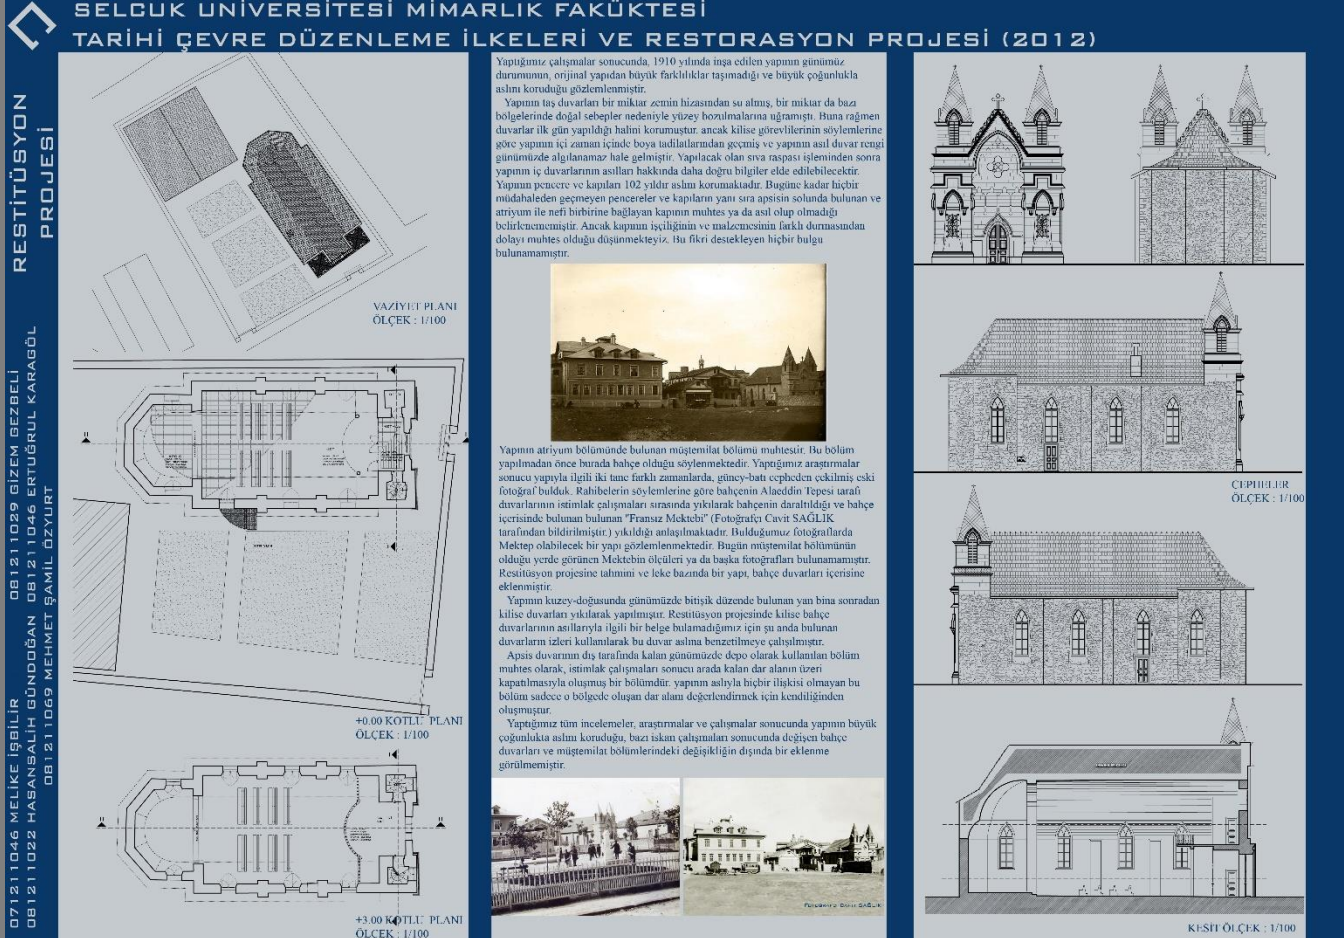 SELCUK UNİVERSİTESİ MİMARLIK FAKÜKTESİ
TARİHİ ÇEVRE DÜZENLEME İLKELERİ VE RESTORASYON PROJESİ (2012)
RESTİTÜSYON
PROJESİ
071211046 MELİKE İŞBİLİR 081211029 GİZEM GEZBELİ
081211022 HASANSALİH GÜNDOĞAN 081211046 ERTUĞRUL KARAGÖL
081211069 MEHMET ŞAMİL ÖZYURT
VAZİYET PLANI
ÖLÇEK : 1/100
+0.00 KOTLU PLANI
ÖLÇEK : 1/100
+3.00 KOTLU PLANI
ÖLÇEK : 1/100
Yaptığımız çalışmalar sonucunda, 1910 yılında inşa edilen yapının günümüz
durumunun, orijinal yapıdan büyük farklılıklar taşımadığı ve büyük çoğunlukla
aslını koruduğu gözlemlenmiştir.
Yapının taş duvarları bir miktar zemin hizasından su almış, bir miktar da bazı
bölgelerinde doğal sebepler nedeniyle yüzey bozulmalarına uğramıştı. Buna rağmen
duvarlar ilk gün yapıldığı halini korumuştur. ancak kilise görevlilerinin söylemlerine
göre yapının içi zaman içinde boya tadilatlarından geçmiş ve yapının asıl duvar rengi
günümüzde algılanamaz hale gelmiştir. Yapılacak olan sıva raspası işleminden sonra
yapının iç duvarlarının asılları hakkında daha doğru bilgiler elde edilebilecektir.
Yapının pencere ve kapıları 102 yıldır aslını korumaktadır. Bugüne kadar hiçbir
müdahaleden geçmeyen pencereler ve kapıların yanı sıra apsisin solunda bulunan ve
atriyum ile nefi birbirine bağlayan kapının muhtes ya da asıl olup olmadığı
belirlenememiştir. Ancak kapının işçiliğinin ve malzemesinin farklı durmasından
dolayı muhtes olduğu düşünmekteyiz. Bu fikri destekleyen hiçbir bulgu
bulunamamıştır.
Yapının atriyum bölümünde bulunan müştemilat bölümü muhtestir. Bu bölüm
yapılmadan önce burada bahçe olduğu söylenmektedir. Yaptığımız araştırmalar
sonucu yapıyla ilgili iki tane farklı zamanlarda, güney-batı cepheden çekilmiş eski
fotoğraf bulduk. Rahibelerin söylemlerine göre bahçenin Alaeddin Tepesi tarafı
duvarlarının istimlak çalışmaları sırasında yıkılarak bahçenin daraltıldığı ve bahçe
içerisinde bulunan bulunan "Fransız Mektebi" (Fotoğrafçı Cavit SAĞLIK
tarafından bildirilmiştir.) yıkıldığı anlaşılmaktadır. Bulduğumuz fotoğraflarda
Mektep olabilecek bir yapı gözlemlenmektedir. Bugün müştemilat bölümünün
olduğu yerde görünen Mektebin ölçüleri ya da başka fotoğrafları bulunamamıştır.
Restitüsyon projesine tahmini ve leke bazında bir yapı, bahçe duvarları içerisine
eklenmiştir.
Yapının kuzey-doğusunda günümüzde bitişik düzende bulunan yan bina sonradan
kilise duvarları yıkılarak yapılmıştır. Restitüsyon projesinde kilise bahçe
duvarlarının asıllarıyla ilgili bir belge bulamadığımız için şu anda bulunan
duvarların izleri kullanılarak bu duvar aslına benzetilmeye çalışılmıştır.
Apsis duvarının dış tarafında kalan günümüzde depo olarak kullanılan bölüm
muhtes olarak, istimlak çalışmaları sonucu arada kalan dar alanın üzeri
kapatılmasıyla oluşmuş bir bölümdür. yapının aslıyla hiçbir ilişkisi olmayan bu
bölüm sadece o bölgede oluşan dar alanı değerlendirmek için kendiliğinden
oluşmuştur.
Yaptığımız tüm incelemeler, araştırmalar ve çalışmalar sonucunda yapının büyük
çoğunlukta aslını koruduğu, bazı iskan çalışmaları sonucunda değişen bahçe
duvarları ve müştemilat bölümlerindeki değişikliğin dışında bir eklenme
görülmemiştir.
Fotoğrafçı Cavit SAĞLIK
CEPHELER
ÖLÇEK : 1/100
KESİT ÖLÇEK : 1/100